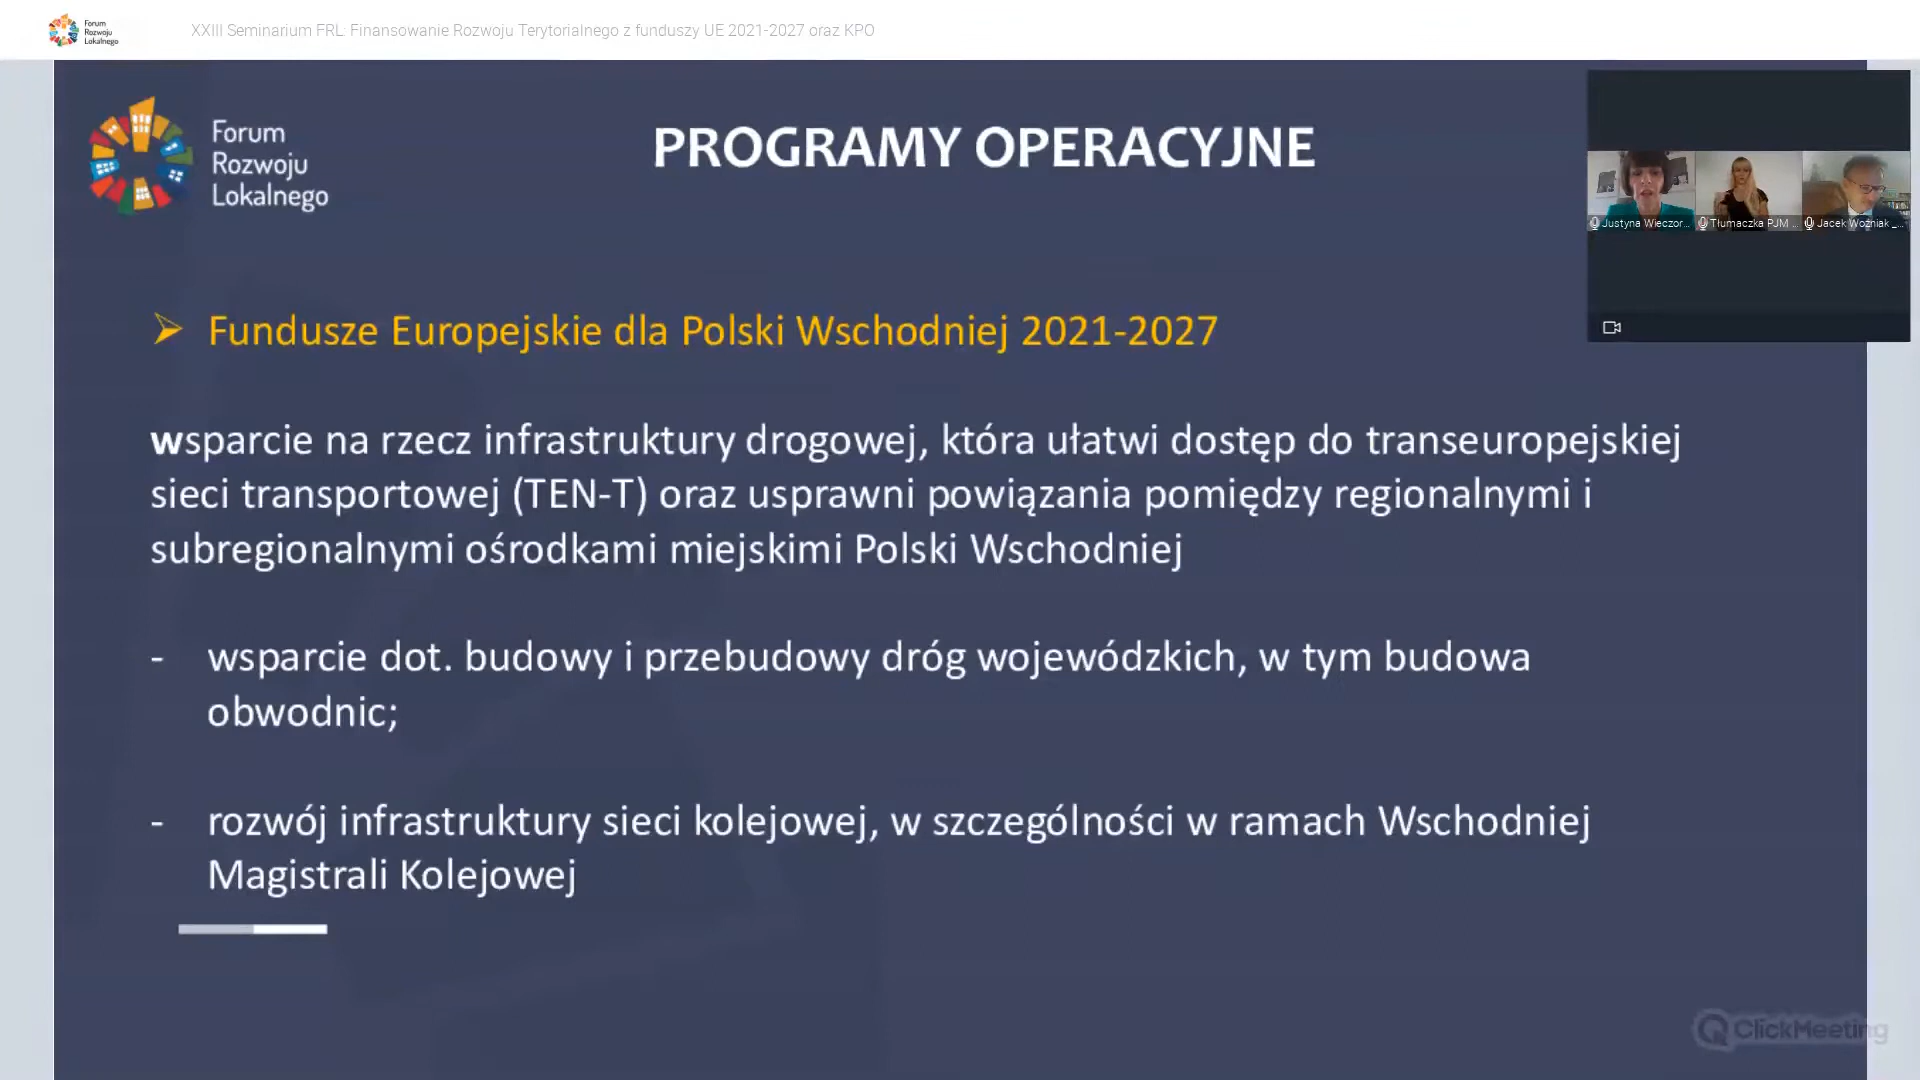 Forum
Rozwoju
Lokalnego
XXIII Seminarium FRL: Finansowanie Rozwoju Terytorialnego z funduszy UE 2021-2027 oraz KPO
Forum
Rozwoju
Lokalnego
PROGRAMY OPERACYJNE
Justyna Wieczor...
Tłumaczka PJM ...
Jacek Woźniak _...
Fundusze Europejskie dla Polski Wschodniej 2021-2027
wsparcie na rzecz infrastruktury drogowej, która ułatwi dostęp do transeuropejskiej
sieci transportowej (TEN-T) oraz usprawni powiązania pomiędzy regionalnymi i
subregionalnymi ośrodkami miejskimi Polski Wschodniej
- wsparcie dot. budowy i przebudowy dróg wojewódzkich, w tym budowa
obwodnic;
- rozwój infrastruktury sieci kolejowej, w szczególności w ramach Wschodniej
Magistrali Kolejowej
ClickMeeting